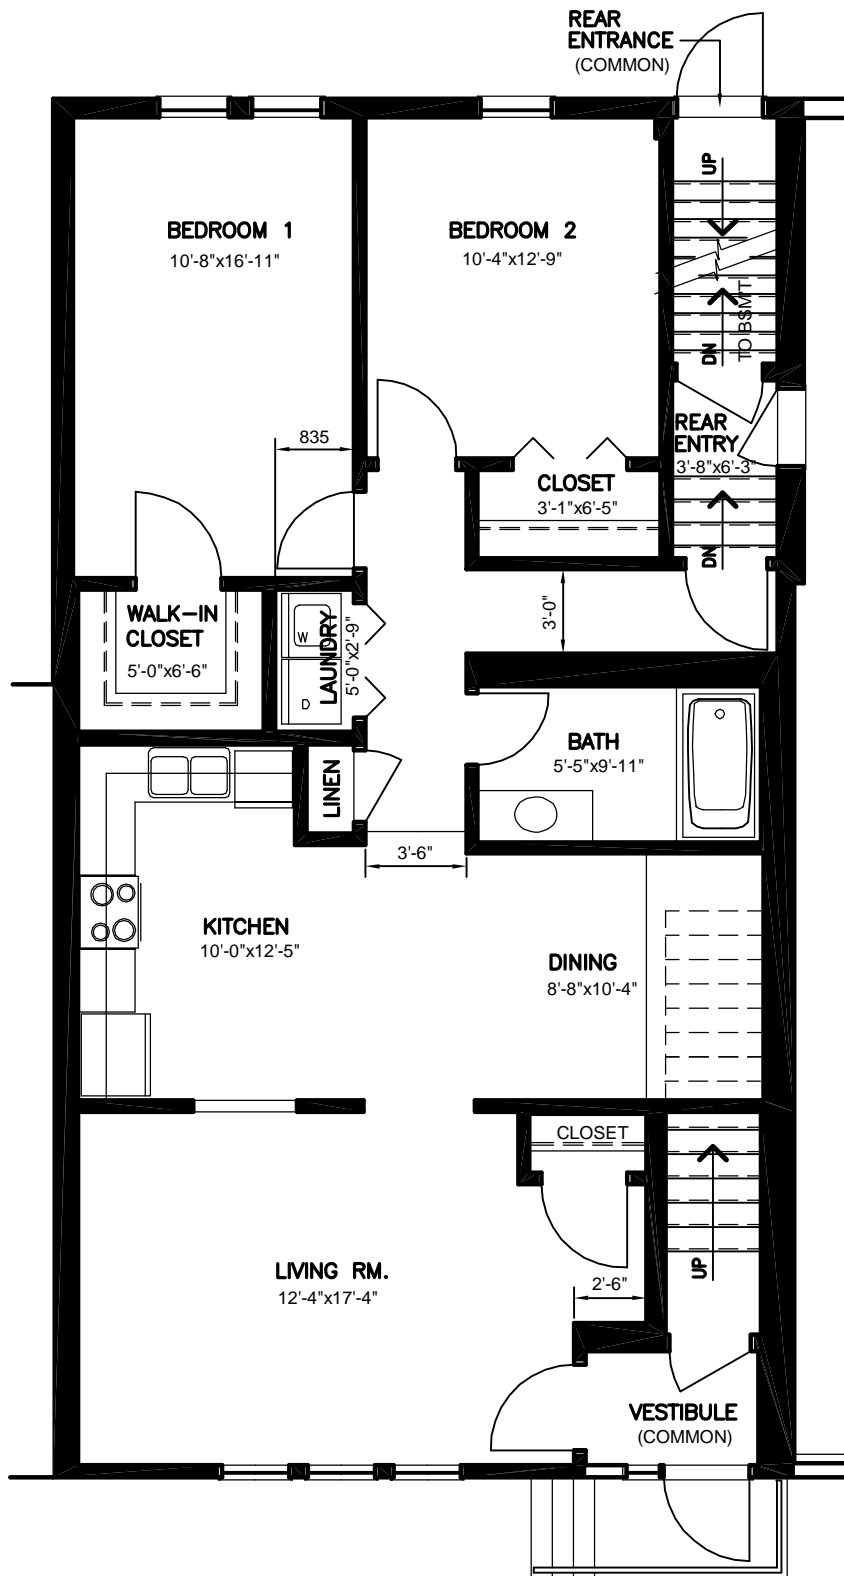 REAR
ENTRANCE
(COMMON)
UP
BEDROOM 1
10'-8"x16'-11"
BEDROOM 2
10'-4"x12'-9"
TO BSM'T
DN
835
REAR
ENTRY
3'-8"x6'-3"
CLOSET
3'-1"x6'-5"
DN
WALK-IN
CLOSET
5'-0"x6'-6"
W
D
LAUNDRY
5'-0"x2'-9"
3'-0"
BATH
5'-5"x9'-11"
LINEN
3'-6"
KITCHEN
10'-0"x12'-5"
DINING
8'-8"x10'-4"
CLOSET
LIVING RM.
12'-4"x17'-4"
2'-6"
UP
VESTIBULE
(COMMON)